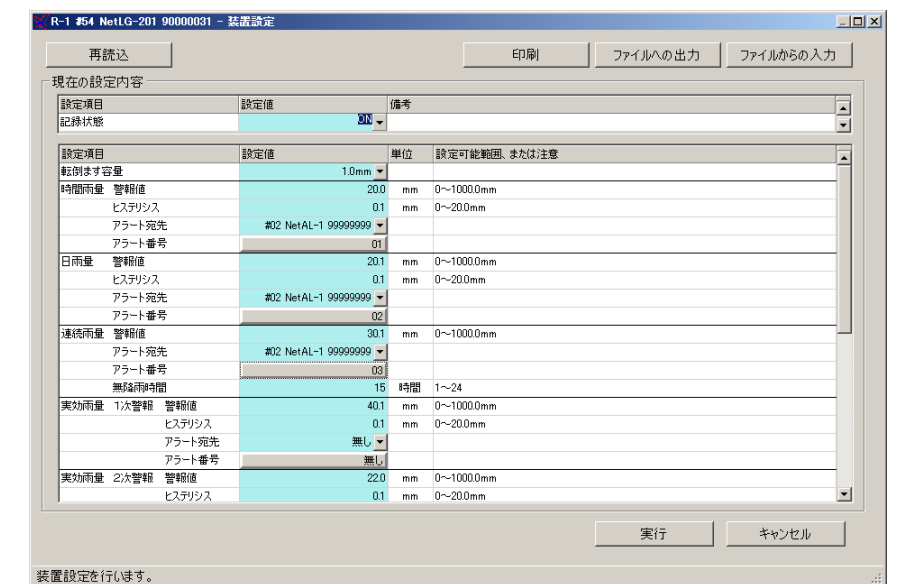 R-1 #54 NetLG-201 90000031 - 装置設定
再読込 印刷 ファイルへの出力 ファイルからの入力
現在の設定内容
設定項目 設定値 備考
記録状態 ON
設定項目 設定値 単位 設定可能範囲、または注意
転倒ます容量 1.0mm
時間雨量 警報値 20.0 mm 0～1000.0mm
ヒステリシス 0.1 mm 0～20.0mm
アラート宛先 #02 NetAL-1 99999999
アラート番号 01
日雨量 警報値 20.1 mm 0～1000.0mm
ヒステリシス 0.1 mm 0～20.0mm
アラート宛先 #02 NetAL-1 99999999
アラート番号 02
連続雨量 警報値 30.1 mm 0～1000.0mm
アラート宛先 #02 NetAL-1 99999999
アラート番号 03
無降雨時間 15 時間 1～24
実効雨量 1次警報 警報値 40.1 mm 0～1000.0mm
ヒステリシス 0.1 mm 0～20.0mm
アラート宛先 無し
アラート番号 無し
実効雨量 2次警報 警報値 22.0 mm 0～1000.0mm
ヒステリシス 0.1 mm 0～20.0mm
実行 キャンセル
装置設定を行います。